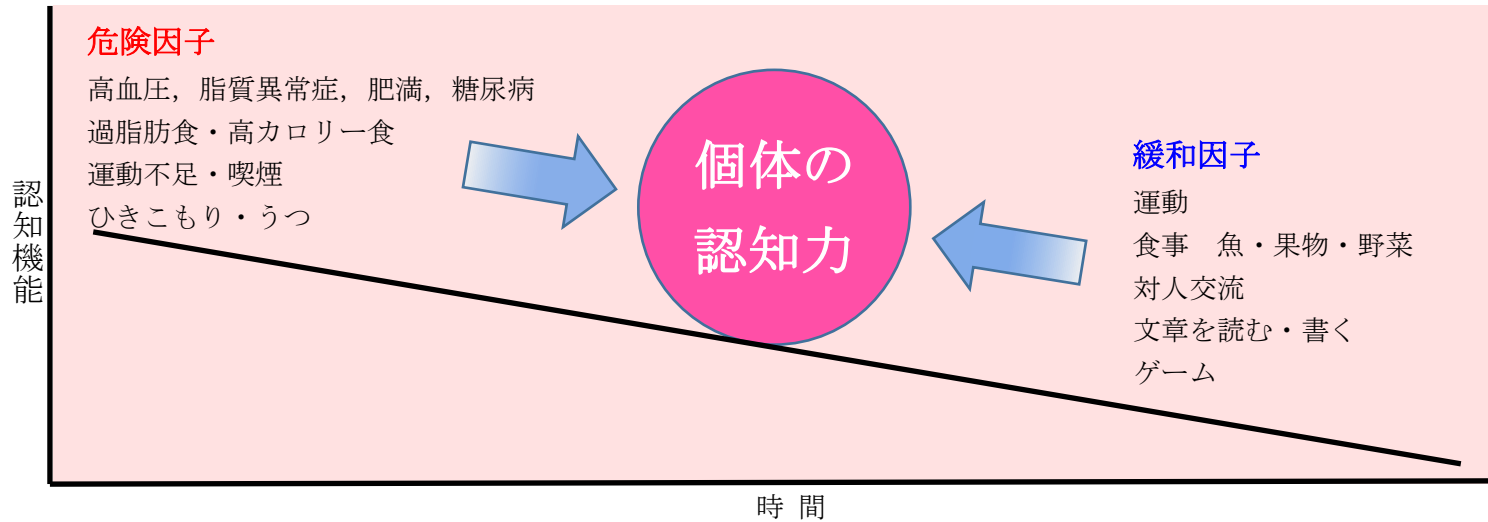 危険因子
高血圧，脂質異常症，肥満，糖尿病
過脂肪食・高カロリー食
運動不足・喫煙
ひきこもり・うつ
認知機能
個体の
認知力
緩和因子
運動
食事　魚・果物・野菜
対人交流
文章を読む・書く
ゲーム
時 間